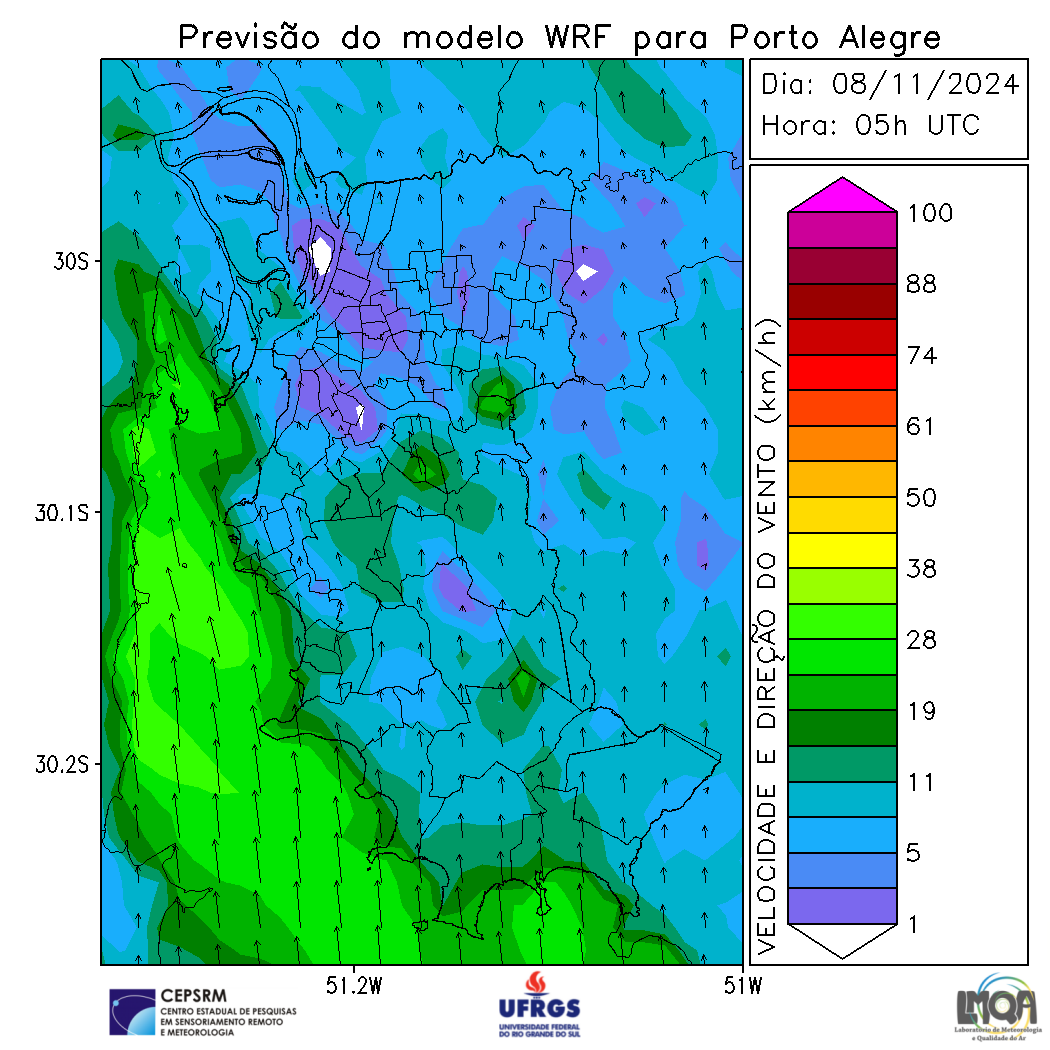 Previsão do modelo WRF para Porto Alegre
Dia: 08/11/2024
Hora: 05h UTC
30S
30.1S
30.2S
51.2W
51W
VELOCIDADE E DIREÇÃO DO VENTO (km/h)
100
88
74
61
50
38
28
19
11
5
1
CEPSRM
CENTRO ESTADUAL DE PESQUISAS
EM SENSORIAMENTO REMOTO
E METEOROLOGIA
UFRGS
UNIVERSIDADE FEDERAL
DO RIO GRANDE DO SUL
LMQA
Laboratório de Meteorologia
e Qualidade do Ar